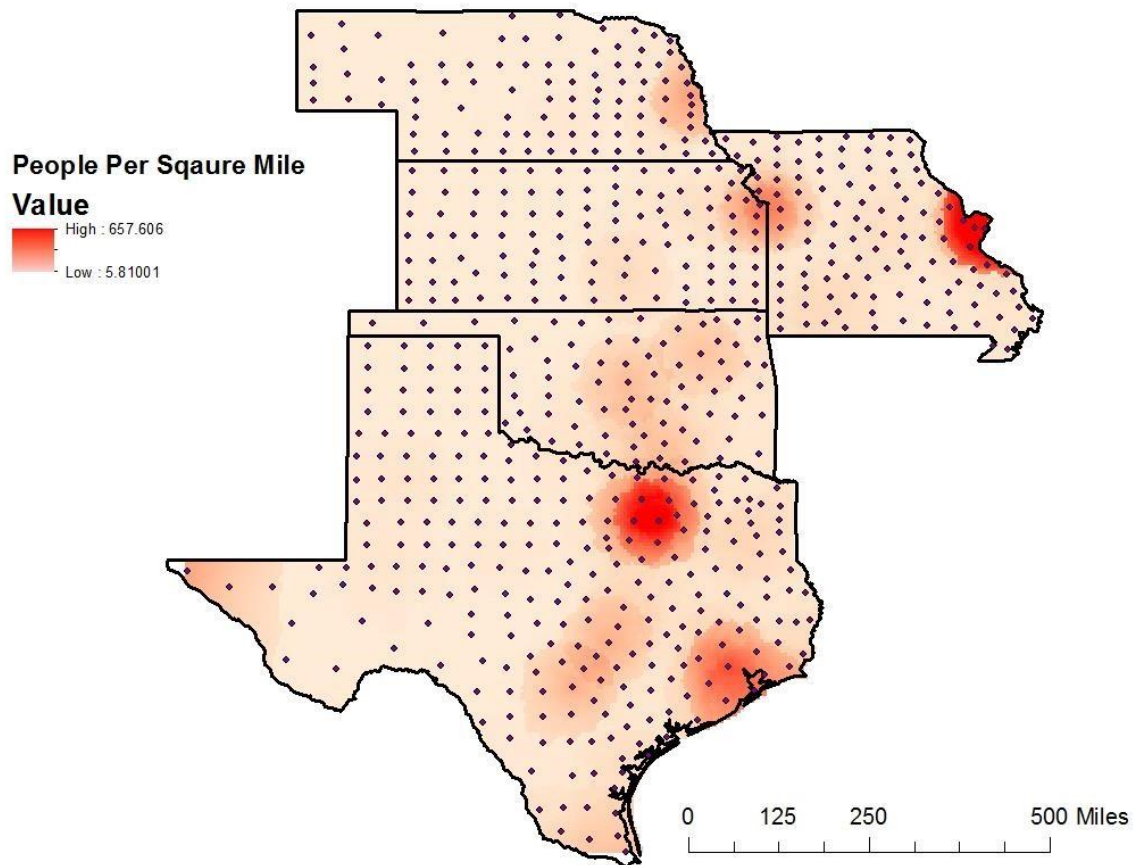 People Per Sqaure Mile
Value
High : 657.606
Low : 5.81001
0 125 250 500 Miles